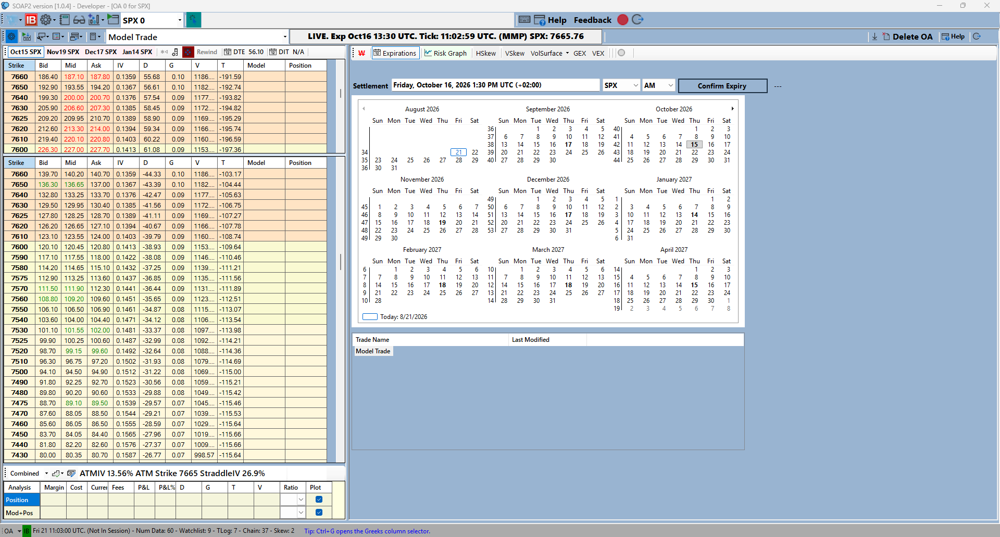 SOAP2 version [1.0.4] - Developer - [OA 0 for SPX]
IB SPX 0 Help Feedback
Model Trade LIVE. Exp Oct16 13:30 UTC. Tick: 11:02:59 UTC. (MMP) SPX: 7665.76 Delete OA Help
Oct15 SPX Nov19 SPX Dec17 SPX Jan14 SPX Rewind DTE 56.10 DIT N/A
Strike Bid Mid Ask IV D G V T Model Position
7660 186.40 187.10 187.80 0.1359 55.68 0.10 1186.... -191.59
7650 192.90 193.55 194.20 0.1367 56.61 0.10 1182.... -192.74
7640 199.30 200.00 200.70 0.1376 57.54 0.09 1177.... -193.82
7630 205.90 206.60 207.30 0.1385 58.45 0.09 1172.... -194.82
7625 209.20 209.95 210.70 0.1389 58.90 0.09 1169.... -195.29
7620 212.60 213.30 214.00 0.1394 59.34 0.09 1166.... -195.74
7610 219.40 220.10 220.80 0.1403 60.22 0.09 1160.... -196.59
7600 226.30 227.00 227.70 0.1413 61.08 0.09 1153.... -197.36
Strike Bid Mid Ask IV D G V T Model Position
7660 139.70 140.20 140.70 0.1359 -44.33 0.10 1186.... -103.17
7650 136.30 136.65 137.00 0.1367 -43.39 0.10 1182.... -104.44
7640 132.80 133.25 133.70 0.1376 -42.47 0.09 1177.... -105.63
7630 129.50 129.95 130.40 0.1385 -41.56 0.09 1172.... -106.75
7625 127.80 128.25 128.70 0.1389 -41.11 0.09 1169.... -107.27
7620 126.20 126.65 127.10 0.1394 -40.67 0.09 1166.... -107.78
7610 123.10 123.55 124.00 0.1403 -39.79 0.09 1160.... -108.74
7600 120.10 120.45 120.80 0.1413 -38.93 0.09 1153.... -109.64
7590 117.10 117.55 118.00 0.1422 -38.08 0.09 1146.... -110.46
7580 114.20 114.65 115.10 0.1432 -37.25 0.09 1139.... -111.21
7575 112.90 113.25 113.60 0.1437 -36.85 0.09 1135.... -111.56
7570 111.50 111.90 112.30 0.1441 -36.44 0.09 1131.... -111.89
7560 108.80 109.20 109.60 0.1451 -35.65 0.09 1123.... -112.51
7550 106.10 106.50 106.90 0.1461 -34.87 0.09 1115.... -113.07
7540 103.60 104.00 104.40 0.1471 -34.12 0.08 1106.... -113.54
7530 101.10 101.55 102.00 0.1481 -33.37 0.08 1097.... -113.98
7525 99.90 100.25 100.60 0.1487 -32.99 0.08 1092.... -114.21
7520 98.70 99.15 99.60 0.1492 -32.64 0.08 1088.... -114.36
7510 96.30 96.75 97.20 0.1502 -31.93 0.08 1079.... -114.69
7500 94.10 94.50 94.90 0.1512 -31.22 0.08 1069.... -115.00
7490 91.80 92.25 92.70 0.1523 -30.56 0.08 1059.... -115.21
7480 89.80 90.20 90.60 0.1533 -29.88 0.08 1049.... -115.42
7475 88.70 89.10 89.50 0.1539 -29.57 0.07 1045.... -115.46
7470 87.60 88.05 88.50 0.1544 -29.21 0.07 1039.... -115.53
7460 85.60 86.05 86.50 0.1555 -28.59 0.07 1029.... -115.64
7450 83.70 84.05 84.40 0.1565 -27.96 0.07 1019.... -115.66
7440 81.80 82.20 82.60 0.1576 -27.37 0.07 1009.... -115.66
7430 80.00 80.35 80.70 0.1587 -26.77 0.07 998.57 -115.64
Combined ATMIV 13.56% ATM Strike 7665 StraddleIV 26.9%
Analysis Margin Cost Currer Fees P&L P&L% D G T V Ratio Plot
Position
Mod+Pos
W Expirations Risk Graph HSkew VSkew VolSurface GEX VEX
Settlement Friday, October 16, 2026 1:30 PM UTC (+02:00) SPX AM Confirm Expiry ---
August 2026 September 2026 October 2026
Sun Mon Tue Wed Thu Fri Sat Sun Mon Tue Wed Thu Fri Sat Sun Mon Tue Wed Thu Fri Sat
36 1 2 3 4 5 40 1 2 3
37 6 7 8 9 10 11 12 41 4 5 6 7 8 9 10
38 13 14 15 16 17 18 19 42 11 12 13 14 15 16 17
34 21 22 39 20 21 22 23 24 25 26 43 18 19 20 21 22 23 24
35 23 24 25 26 27 28 29 40 27 28 29 30 44 25 26 27 28 29 30 31
36 30 31
November 2026 December 2026 January 2027
Sun Mon Tue Wed Thu Fri Sat Sun Mon Tue Wed Thu Fri Sat Sun Mon Tue Wed Thu Fri Sat
49 1 2 3 4 5 1 1 2
45 1 2 3 4 5 6 7 50 6 7 8 9 10 11 12 2 3 4 5 6 7 8 9
46 8 9 10 11 12 13 14 51 13 14 15 16 17 18 19 3 10 11 12 13 14 15 16
47 15 16 17 18 19 20 21 52 20 21 22 23 24 25 26 4 17 18 19 20 21 22 23
48 22 23 24 25 26 27 28 53 27 28 29 30 31 5 24 25 26 27 28 29 30
49 29 30 6 31
February 2027 March 2027 April 2027
Sun Mon Tue Wed Thu Fri Sat Sun Mon Tue Wed Thu Fri Sat Sun Mon Tue Wed Thu Fri Sat
6 1 2 3 4 5 6 10 1 2 3 4 5 6 14 1 2 3
7 7 8 9 10 11 12 13 11 7 8 9 10 11 12 13 15 4 5 6 7 8 9 10
8 14 15 16 17 18 19 20 12 14 15 16 17 18 19 20 16 11 12 13 14 15 16 17
9 21 22 23 24 25 26 27 13 21 22 23 24 25 26 27 17 18 19 20 21 22 23 24
10 28 14 28 29 30 31 18 25 26 27 28 29 30 1
19 2 3 4 5 6 7 8
Today: 8/21/2026
Trade Name Last Modified
Model Trade
OA IB Fri 21 11:03:00 UTC. (Not In Session) - Num Data: 60 - Watchlist: 9 - TLog: 7 - Chain: 37 - Skew: 2 Tip: Ctrl+G opens the Greeks column selector.